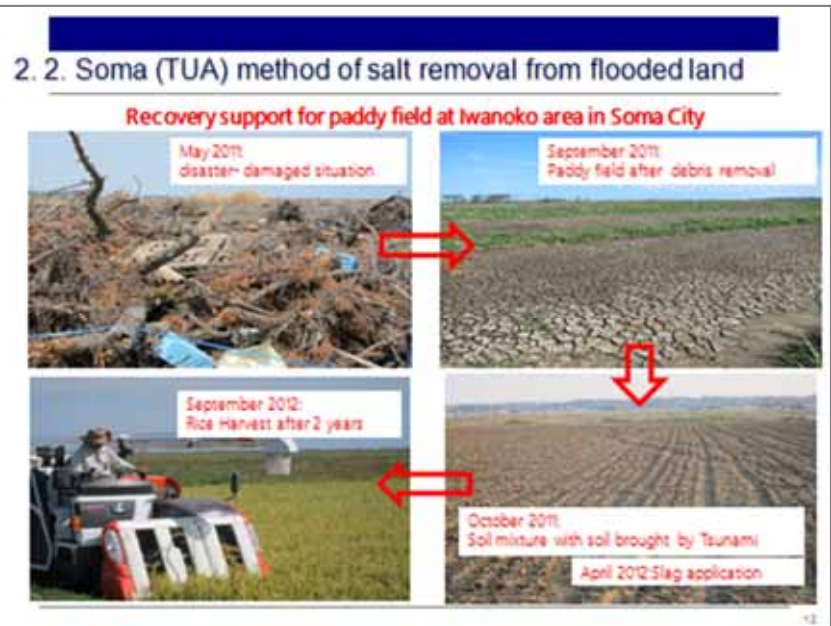 2. 2. Soma (TUA) method of salt removal from flooded land
Recovery support for paddy field at Iwanoko area in Soma City
May 2011:
disaster- damaged situation
September 2011:
Paddy field after debris removal
October 2011:
Soil mixture with soil brought by Tsunami
April 2012:Slag application
September 2012:
Rice Harvest after 2 years
12